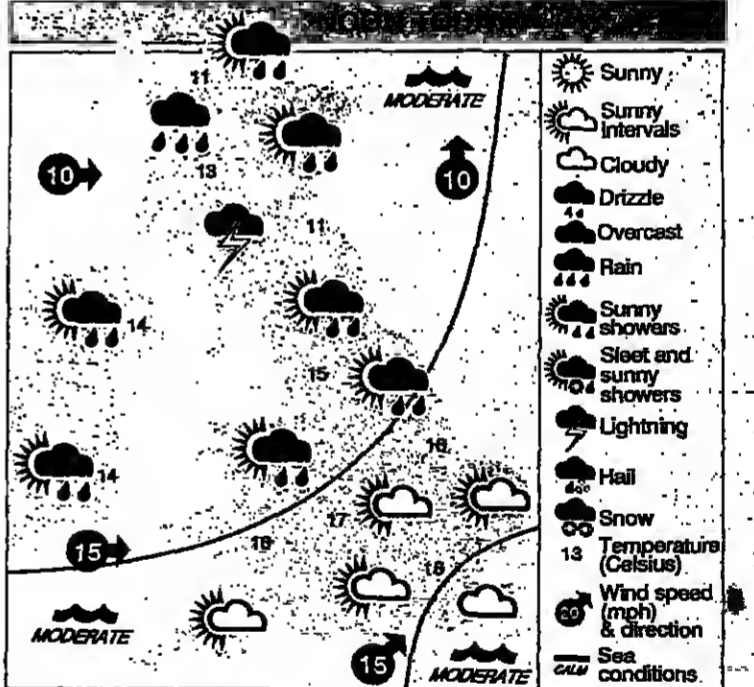 11
MODERATE
13
10
10
11
14
15
16
14
17
16
15
18
MODERATE
15
MODERATE
Sunny
Sunny
intervals
Cloudy
Drizzle
Overcast
Rain
Sunny
showers
Sleet and
sunny
showers
Lightning
Hail
Snow
13 Temperature
(Celsius)
20 Wind speed
(mph)
& direction
CALM Sea
conditions